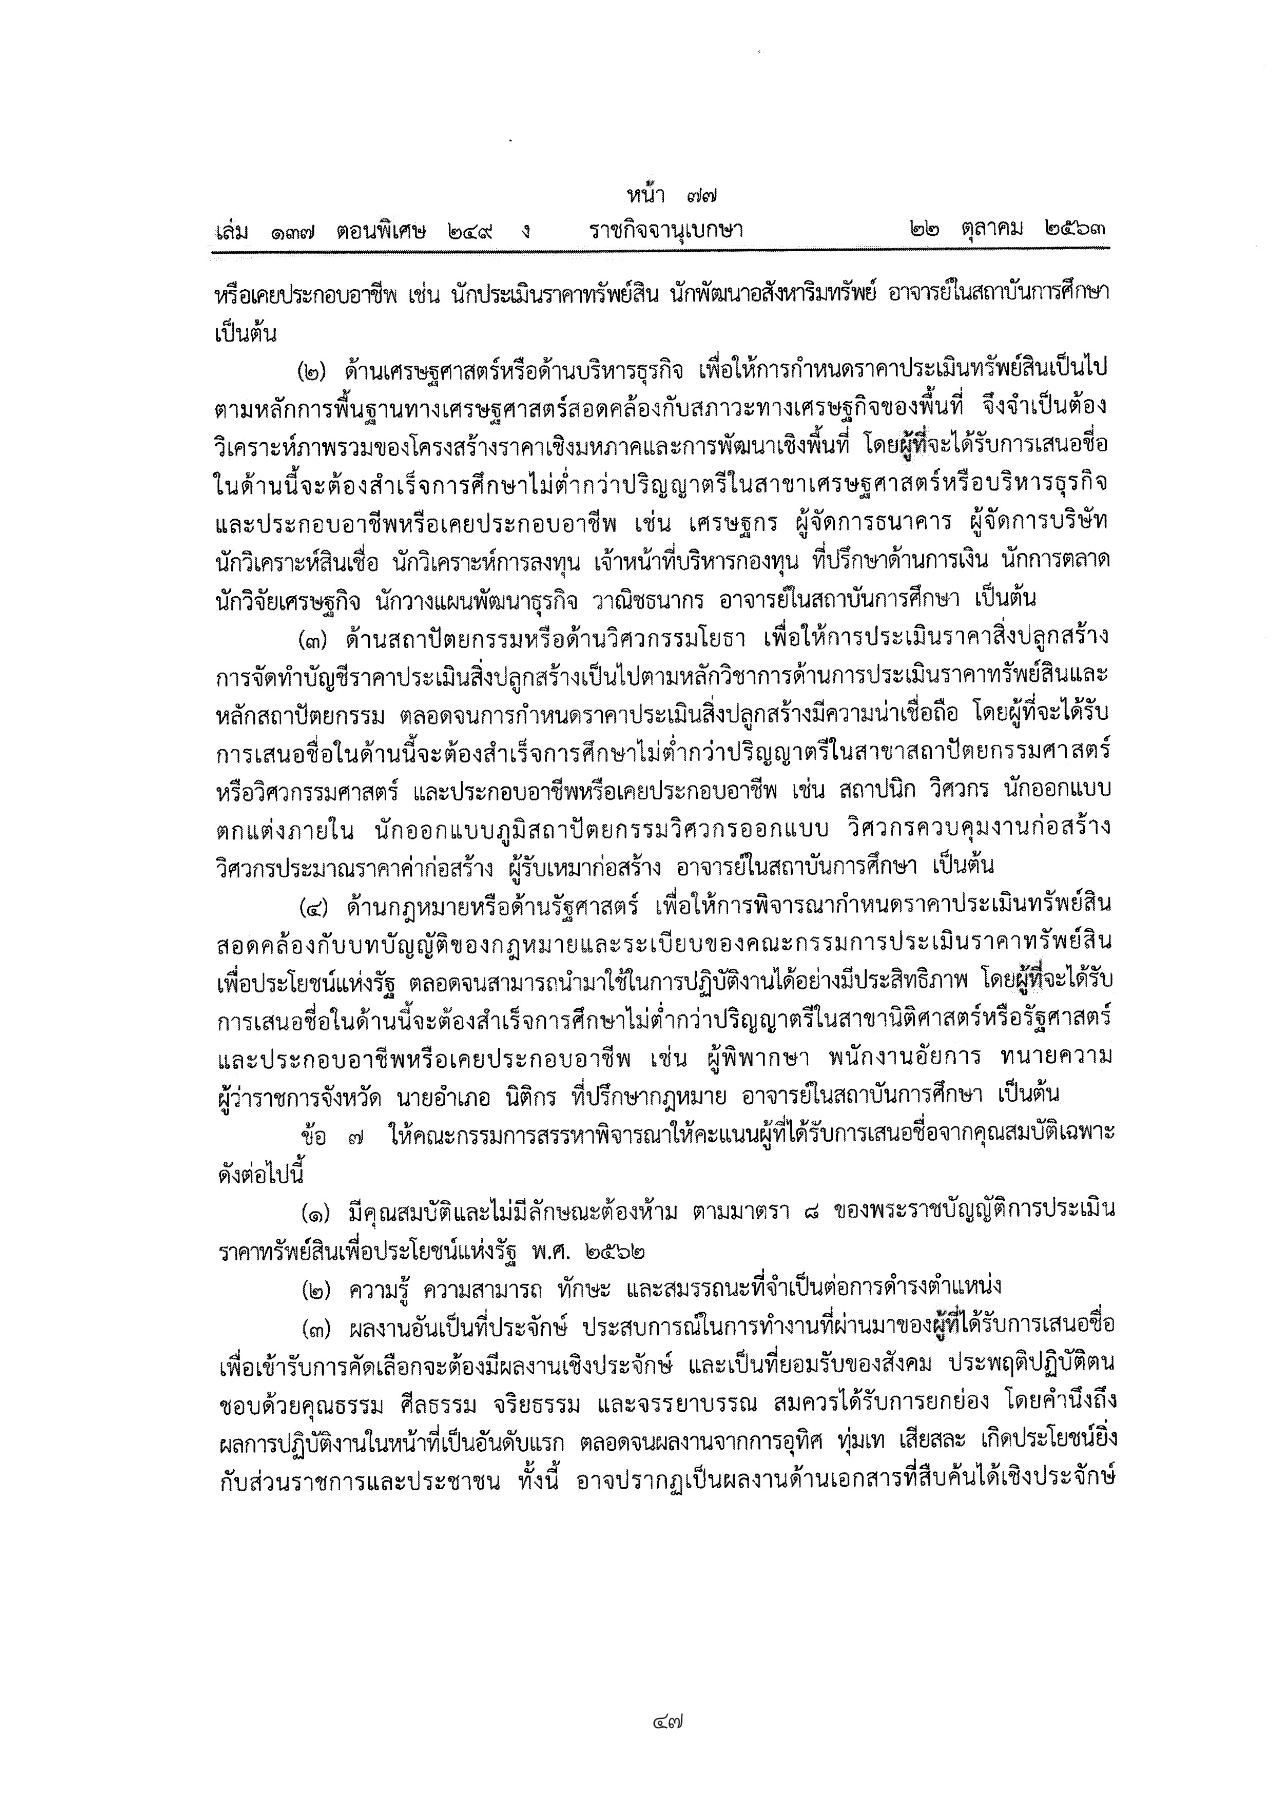 หน้า ๗๗
เล่ม ๑๓๗ ตอนพิเศษ ๒๔๙ ง ราชกิจจานุเบกษา ๒๒ ตุลาคม ๒๕๖๓
หรือเคยประกอบอาชีพ เช่น นักประเมินราคาทรัพย์สิน นักพัฒนาอสังหาริมทรัพย์ อาจารย์ในสถาบันการศึกษา
เป็นต้น
(๒) ด้านเศรษฐศาสตร์หรือด้านบริหารธุรกิจ เพื่อให้การกำหนดราคาประเมินทรัพย์สินเป็นไป
ตามหลักการพื้นฐานทางเศรษฐศาสตร์สอดคล้องกับสภาวะทางเศรษฐกิจของพื้นที่ จึงจำเป็นต้อง
วิเคราะห์ภาพรวมของโครงสร้างราคาเชิงมหภาคและการพัฒนาเชิงพื้นที่ โดยผู้ที่จะได้รับการเสนอชื่อ
ในด้านนี้จะต้องสำเร็จการศึกษาไม่ต่ำกว่าปริญญาตรีในสาขาเศรษฐศาสตร์หรือบริหารธุรกิจ
และประกอบอาชีพหรือเคยประกอบอาชีพ เช่น เศรษฐกร ผู้จัดการธนาคาร ผู้จัดการบริษัท
นักวิเคราะห์สินเชื่อ นักวิเคราะห์การลงทุน เจ้าหน้าที่บริหารกองทุน ที่ปรึกษาด้านการเงิน นักการตลาด
นักวิจัยเศรษฐกิจ นักวางแผนพัฒนาธุรกิจ วาณิชธนากร อาจารย์ในสถาบันการศึกษา เป็นต้น
(๓) ด้านสถาปัตยกรรมหรือด้านวิศวกรรมโยธา เพื่อให้การประเมินราคาสิ่งปลูกสร้าง
การจัดทำบัญชีราคาประเมินสิ่งปลูกสร้างเป็นไปตามหลักวิชาการด้านการประเมินราคาทรัพย์สินและ
หลักสถาปัตยกรรม ตลอดจนการกำหนดราคาประเมินสิ่งปลูกสร้างมีความน่าเชื่อถือ โดยผู้ที่จะได้รับ
การเสนอชื่อในด้านนี้จะต้องสำเร็จการศึกษาไม่ต่ำกว่าปริญญาตรีในสาขาสถาปัตยกรรมศาสตร์
หรือวิศวกรรมศาสตร์ และประกอบอาชีพหรือเคยประกอบอาชีพ เช่น สถาปนิก วิศวกร นักออกแบบ
ตกแต่งภายใน นักออกแบบภูมิสถาปัตยกรรมวิศวกรออกแบบ วิศวกรควบคุมงานก่อสร้าง
วิศวกรประมาณราคาค่าก่อสร้าง ผู้รับเหมาก่อสร้าง อาจารย์ในสถาบันการศึกษา เป็นต้น
(๔) ด้านกฎหมายหรือด้านรัฐศาสตร์ เพื่อให้การพิจารณากำหนดราคาประเมินทรัพย์สิน
สอดคล้องกับบทบัญญัติของกฎหมายและระเบียบของคณะกรรมการประเมินราคาทรัพย์สิน
เพื่อประโยชน์แห่งรัฐ ตลอดจนสามารถนำมาใช้ในการปฏิบัติงานได้อย่างมีประสิทธิภาพ โดยผู้ที่จะได้รับ
การเสนอชื่อในด้านนี้จะต้องสำเร็จการศึกษาไม่ต่ำกว่าปริญญาตรีในสาขานิติศาสตร์หรือรัฐศาสตร์
และประกอบอาชีพหรือเคยประกอบอาชีพ เช่น ผู้พิพากษา พนักงานอัยการ ทนายความ
ผู้ว่าราชการจังหวัด นายอำเภอ นิติกร ที่ปรึกษากฎหมาย อาจารย์ในสถาบันการศึกษา เป็นต้น
ข้อ ๗ ให้คณะกรรมการสรรหาพิจารณาให้คะแนนผู้ที่ได้รับการเสนอชื่อจากคุณสมบัติเฉพาะ
ดังต่อไปนี้
(๑) มีคุณสมบัติและไม่มีลักษณะต้องห้าม ตามมาตรา ๘ ของพระราชบัญญัติการประเมิน
ราคาทรัพย์สินเพื่อประโยชน์แห่งรัฐ พ.ศ. ๒๕๖๒
(๒) ความรู้ ความสามารถ ทักษะ และสมรรถนะที่จำเป็นต่อการดำรงตำแหน่ง
(๓) ผลงานอันเป็นที่ประจักษ์ ประสบการณ์ในการทำงานที่ผ่านมาของผู้ที่ได้รับการเสนอชื่อ
เพื่อเข้ารับการคัดเลือกจะต้องมีผลงานเชิงประจักษ์ และเป็นที่ยอมรับของสังคม ประพฤติปฏิบัติตน
ชอบด้วยคุณธรรม ศีลธรรม จริยธรรม และจรรยาบรรณ สมควรได้รับการยกย่อง โดยคำนึงถึง
ผลการปฏิบัติงานในหน้าที่เป็นอันดับแรก ตลอดจนผลงานจากการอุทิศ ทุ่มเท เสียสละ เกิดประโยชน์ยิ่ง
กับส่วนราชการและประชาชน ทั้งนี้ อาจปรากฏเป็นผลงานด้านเอกสารที่สืบค้นได้เชิงประจักษ์
๔๗